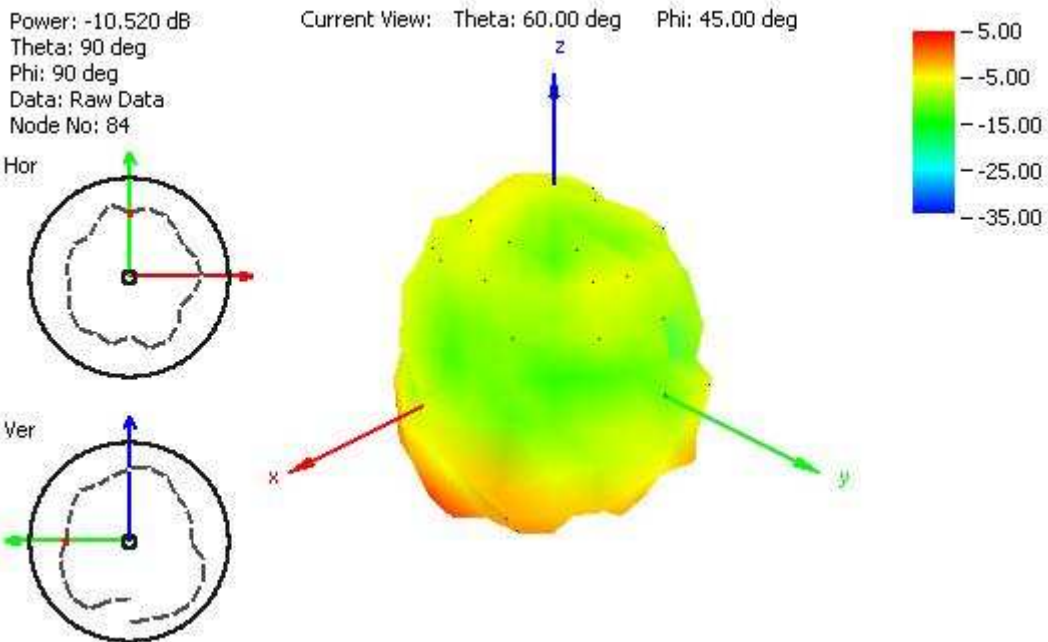 Power: -10.520 dB
Theta: 90 deg
Phi: 90 deg
Data: Raw Data
Node No: 84
Current View: Theta: 60.00 deg Phi: 45.00 deg
z
5.00
-5.00
-15.00
-25.00
-35.00
Hor
Ver
x
y